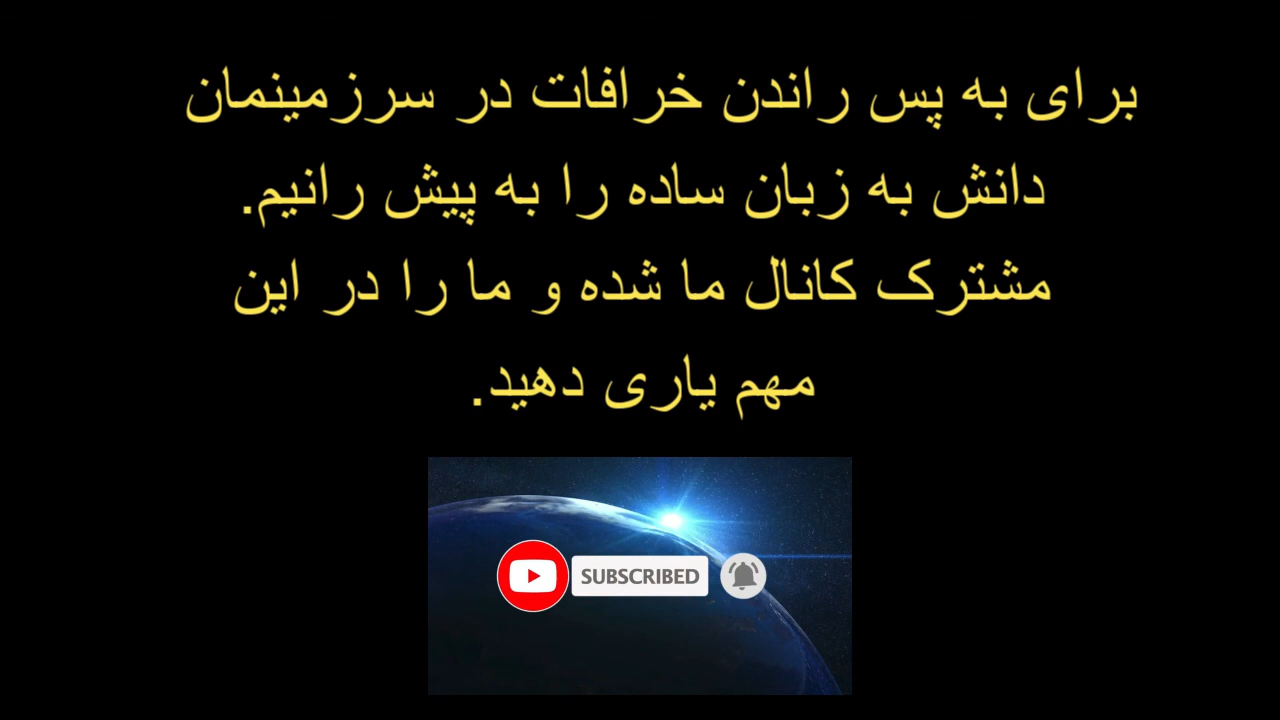 برای به پس راندن خرافات در سرزمینمان
دانش به زبان ساده را به پیش رانیم.
مشترک کانال ما شده و ما را در این
مهم یاری دهید.
SUBSCRIBED